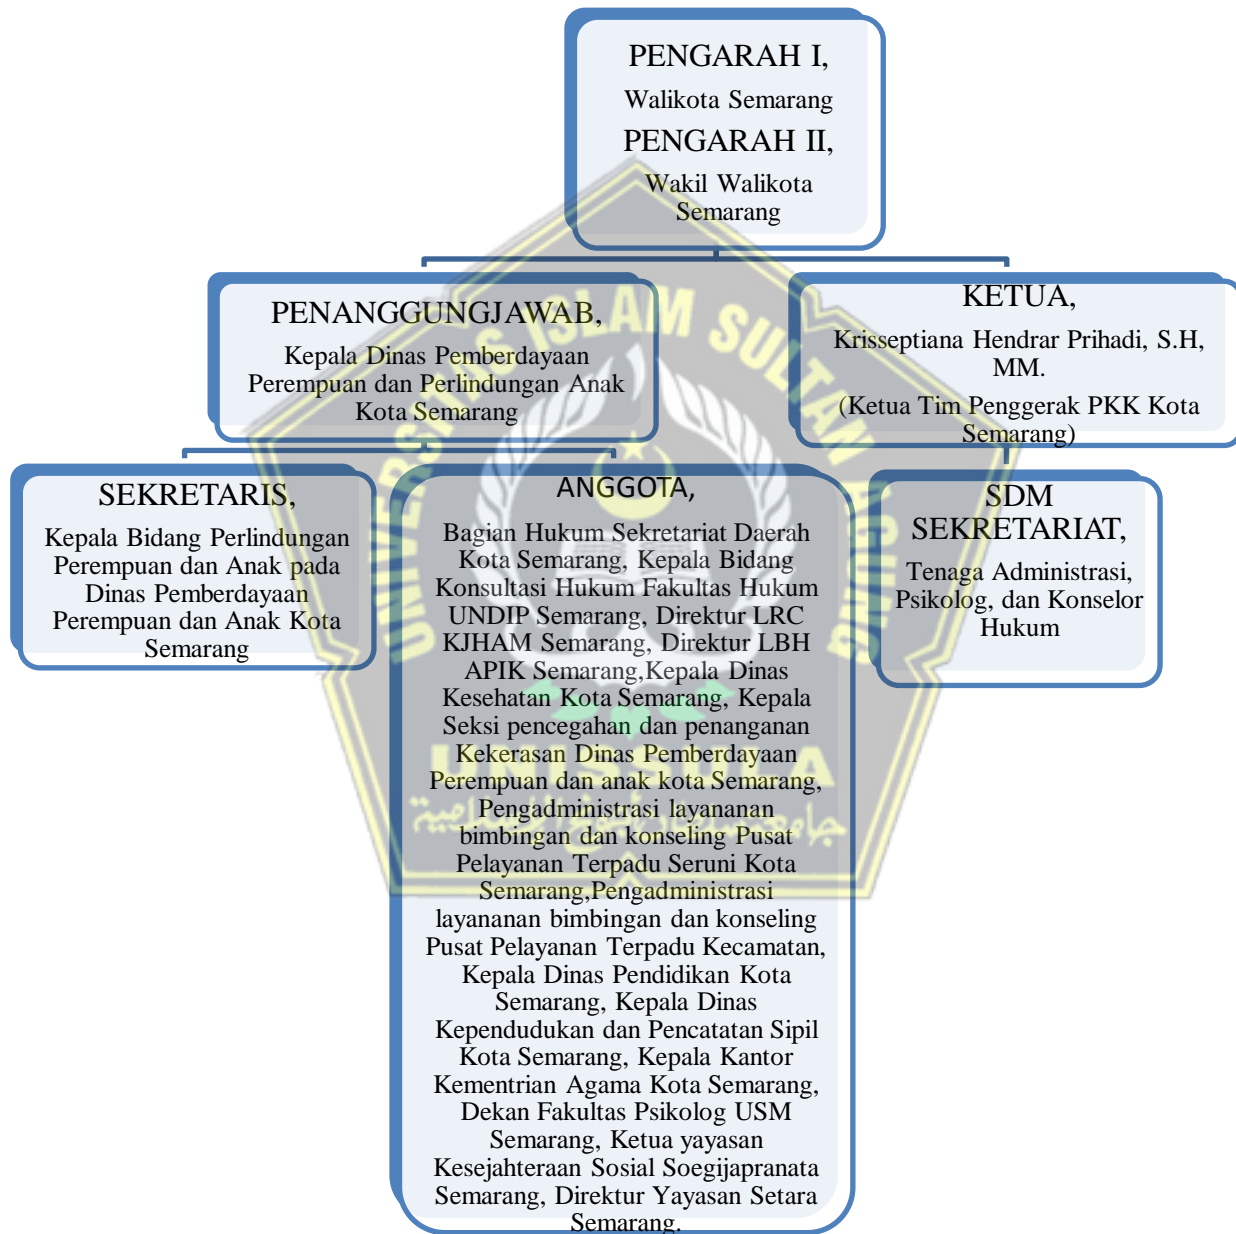 PENGARAH I,
Walikota Semarang
PENGARAH II,
Wakil Walikota
Semarang
PENANGGUNGJAWAB,
Kepala Dinas Pemberdayaan
Perempuan dan Perlindungan Anak
Kota Semarang
KETUA,
Krisseptiana Hendrar Prihadi, S.H,
MM.
(Ketua Tim Penggerak PKK Kota
Semarang)
SEKRETARIS,
Kepala Bidang Perlindungan
Perempuan dan Anak pada
Dinas Pemberdayaan
Perempuan dan Anak Kota
Semarang
ANGGOTA,
Bagian Hukum Sekretariat Daerah
Kota Semarang, Kepala Bidang
Konsultasi Hukum Fakultas Hukum
UNDIP Semarang, Direktur LRC
KJHAM Semarang, Direktur LBH
APIK Semarang,Kepala Dinas
Kesehatan Kota Semarang, Kepala
Seksi pencegahan dan penanganan
Kekerasan Dinas Pemberdayaan
Perempuan dan anak kota Semarang,
Pengadministrasi layananan
bimbingan dan konseling Pusat
Pelayanan Terpadu Seruni Kota
Semarang,Pengadministrasi
layananan bimbingan dan konseling
Pusat Pelayanan Terpadu Kecamatan,
Kepala Dinas Pendidikan Kota
Semarang, Kepala Dinas
Kependudukan dan Pencatatan Sipil
Kota Semarang, Kepala Kantor
Kementrian Agama Kota Semarang,
Dekan Fakultas Psikolog USM
Semarang, Ketua yayasan
Kesejahteraan Sosial Soegijapranata
Semarang, Direktur Yayasan Setara
Semarang.
SDM
SEKRETARIAT,
Tenaga Administrasi,
Psikolog, dan Konselor
Hukum
UNIVERSITAS ISLAM SULTAN AGUNG
UNISSULA